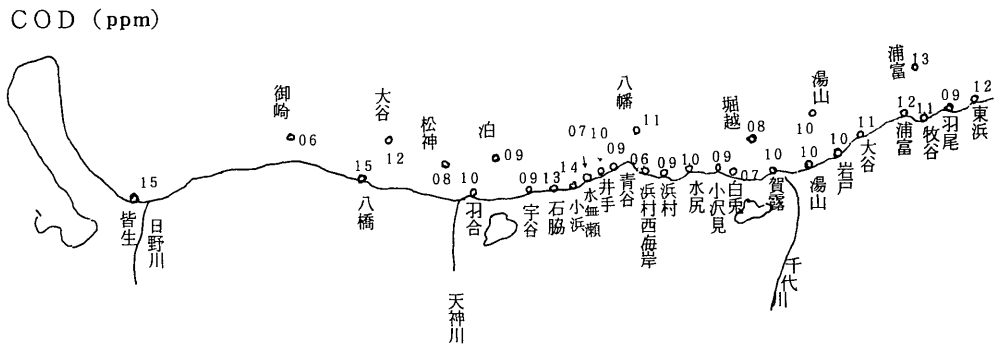 COD (ppm)
皆生
15
日野川
御崎
06
大谷
12
八橋
15
松神
08
羽合
10
天神川
泊
09
宇谷
09
石脇
13
小浜
14
水無瀬
07
井手
10
青谷
09
八幡
11
浜村西海岸
06
浜村
09
水尻
10
小沢見
09
白兎
07
堀越
08
賀露
10
千代川
湯山
10
湯山
10
岩戸
10
大谷
11
浦富
13
浦富
12
牧谷
11
羽尾
09
東浜
12